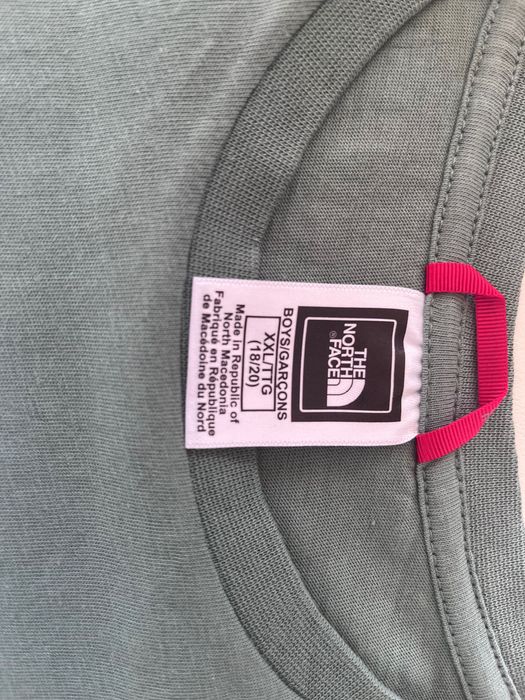 THE
NORTH
FACE®
BOYS/GARÇONS
XXL/TTG
(18/20)
Made in Republic of
North Macedonia
Fabriqué en République
de Macédoine du Nord